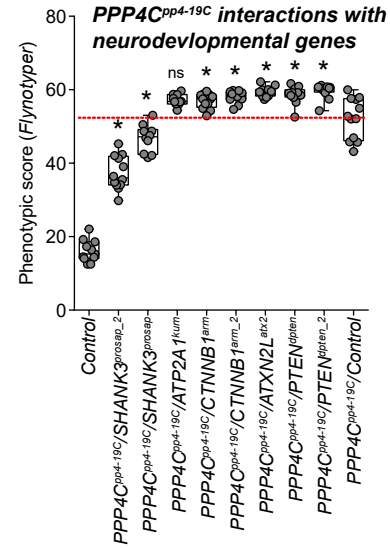 PPP4C^pp4-19C interactions with
neurodevlopmental genes
Phenotypic score (Flynotyper)
80
60
40
20
0
*
*
ns
*
*
*
*
*
Control
PPP4C^pp4-19C/SHANK3^prosap_2
PPP4C^pp4-19C/SHANK3^prosap
PPP4C^pp4-19C/ATP2A1^kum
PPP4C^pp4-19C/CTNNB1^arm
PPP4C^pp4-19C/CTNNB1^arm_2
PPP4C^pp4-19C/ATXN2L^atx2
PPP4C^pp4-19C/PTEN^dpten
PPP4C^pp4-19C/PTEN^dpten_2
PPP4C^pp4-19C/Control